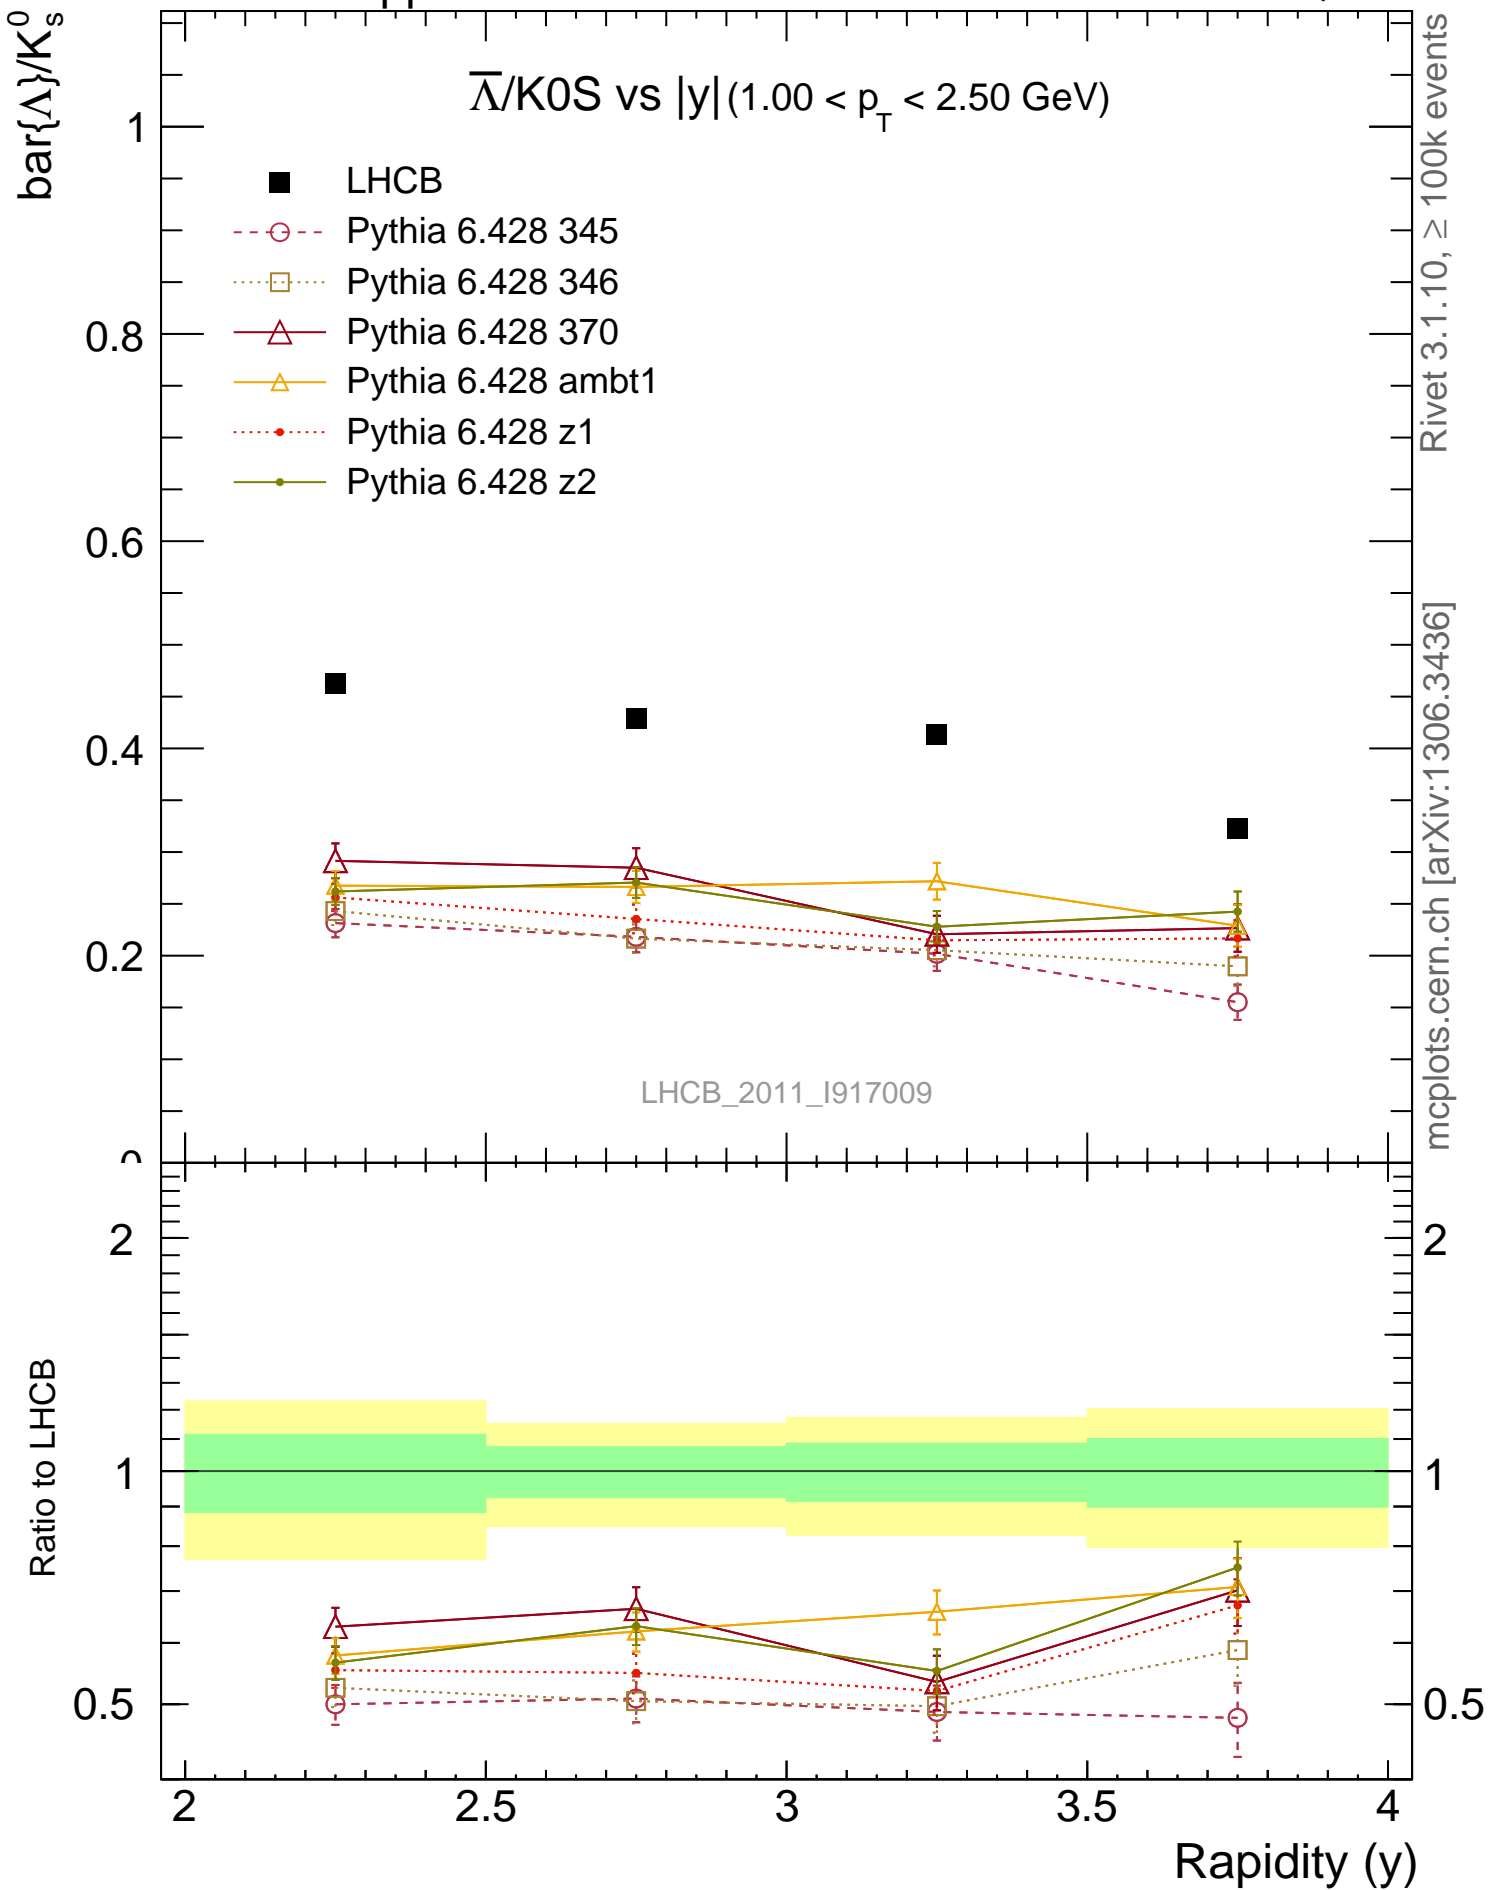 bar{Λ}/K⁰ₛ
Λ̅/K0S vs |y| (1.00 < p_T < 2.50 GeV)
LHCB
Pythia 6.428 345
Pythia 6.428 346
Pythia 6.428 370
Pythia 6.428 ambt1
Pythia 6.428 z1
Pythia 6.428 z2
1
0.8
0.6
0.4
0.2
LHCB_2011_I917009
Rivet 3.1.10, ≥ 100k events
mcplots.cern.ch [arXiv:1306.3436]
Ratio to LHCB
2
1
0.5
2
1
0.5
2
2.5
3
3.5
4
Rapidity (y)